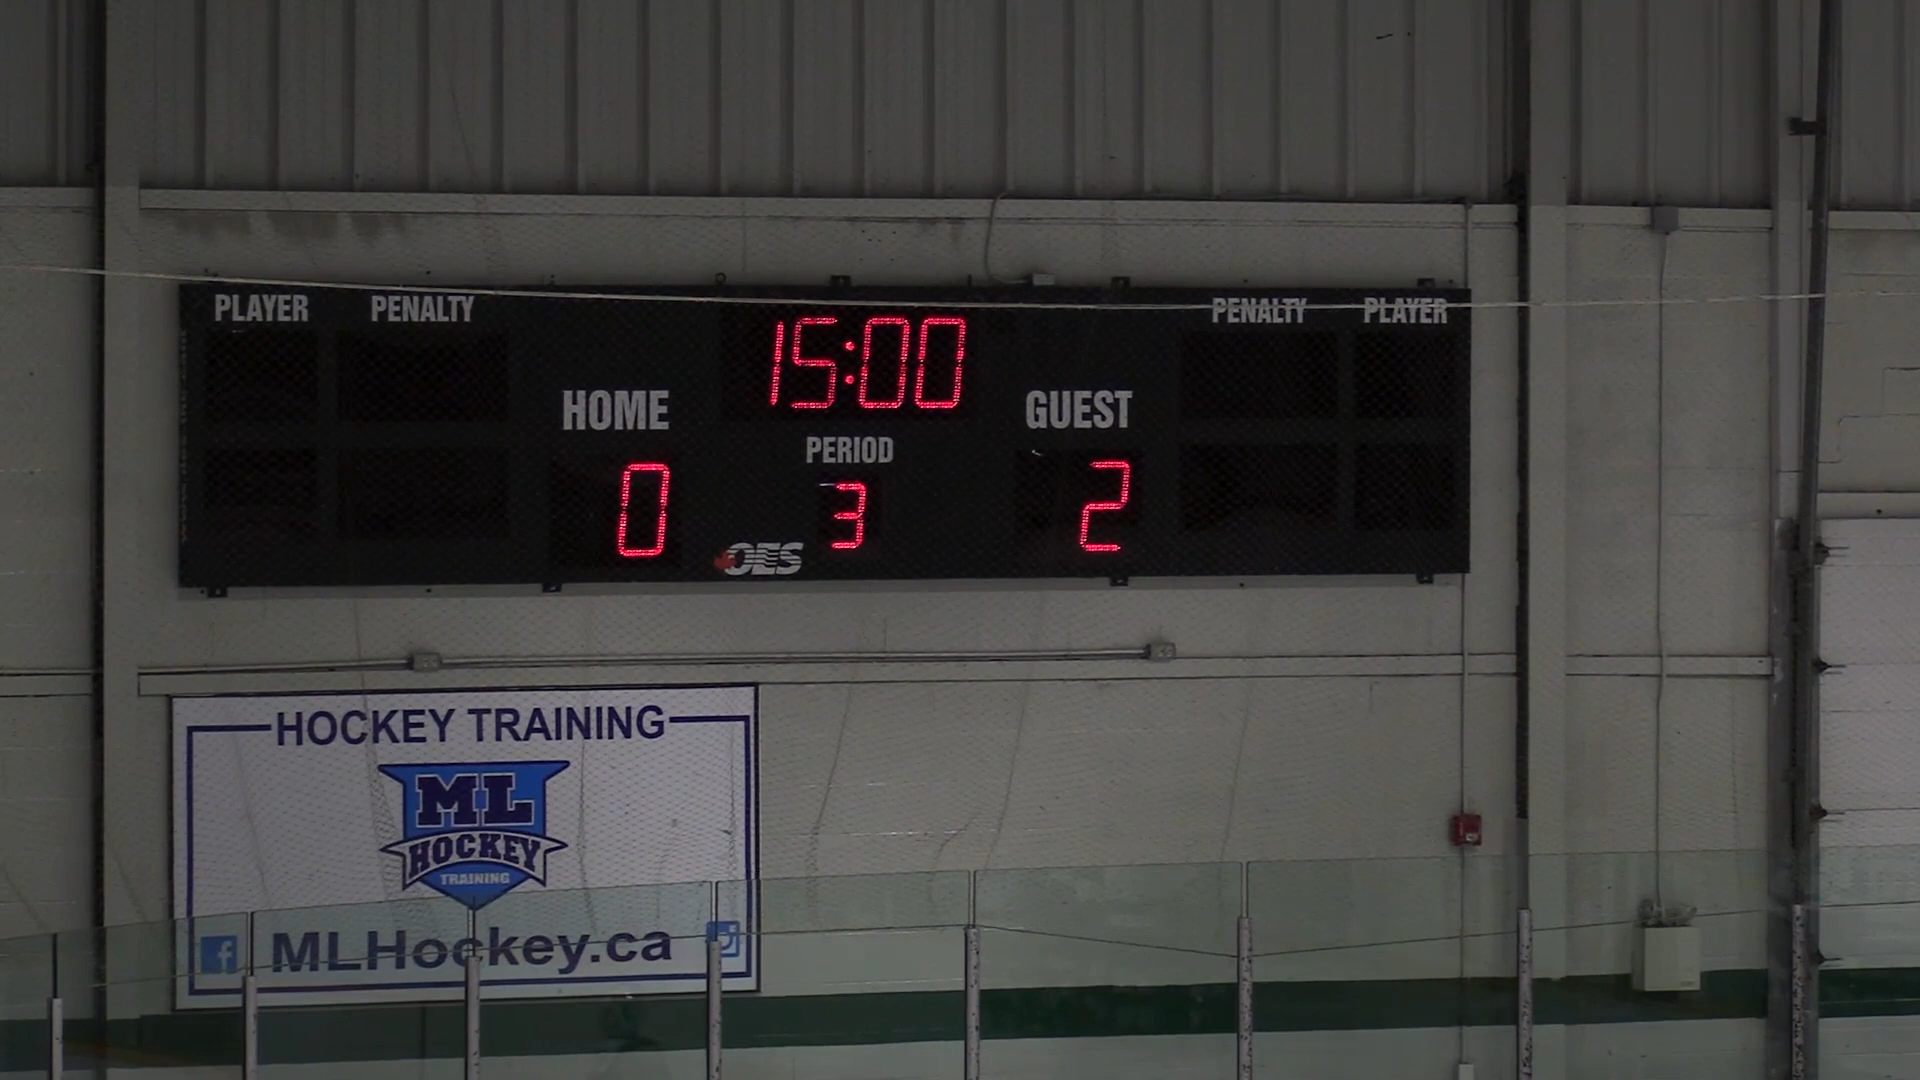 PLAYER PENALTY 15:00 PENALTY PLAYER
HOME GUEST
PERIOD
0 3 2
OES
HOCKEY TRAINING
ML
HOCKEY
TRAINING
MLHockey.ca